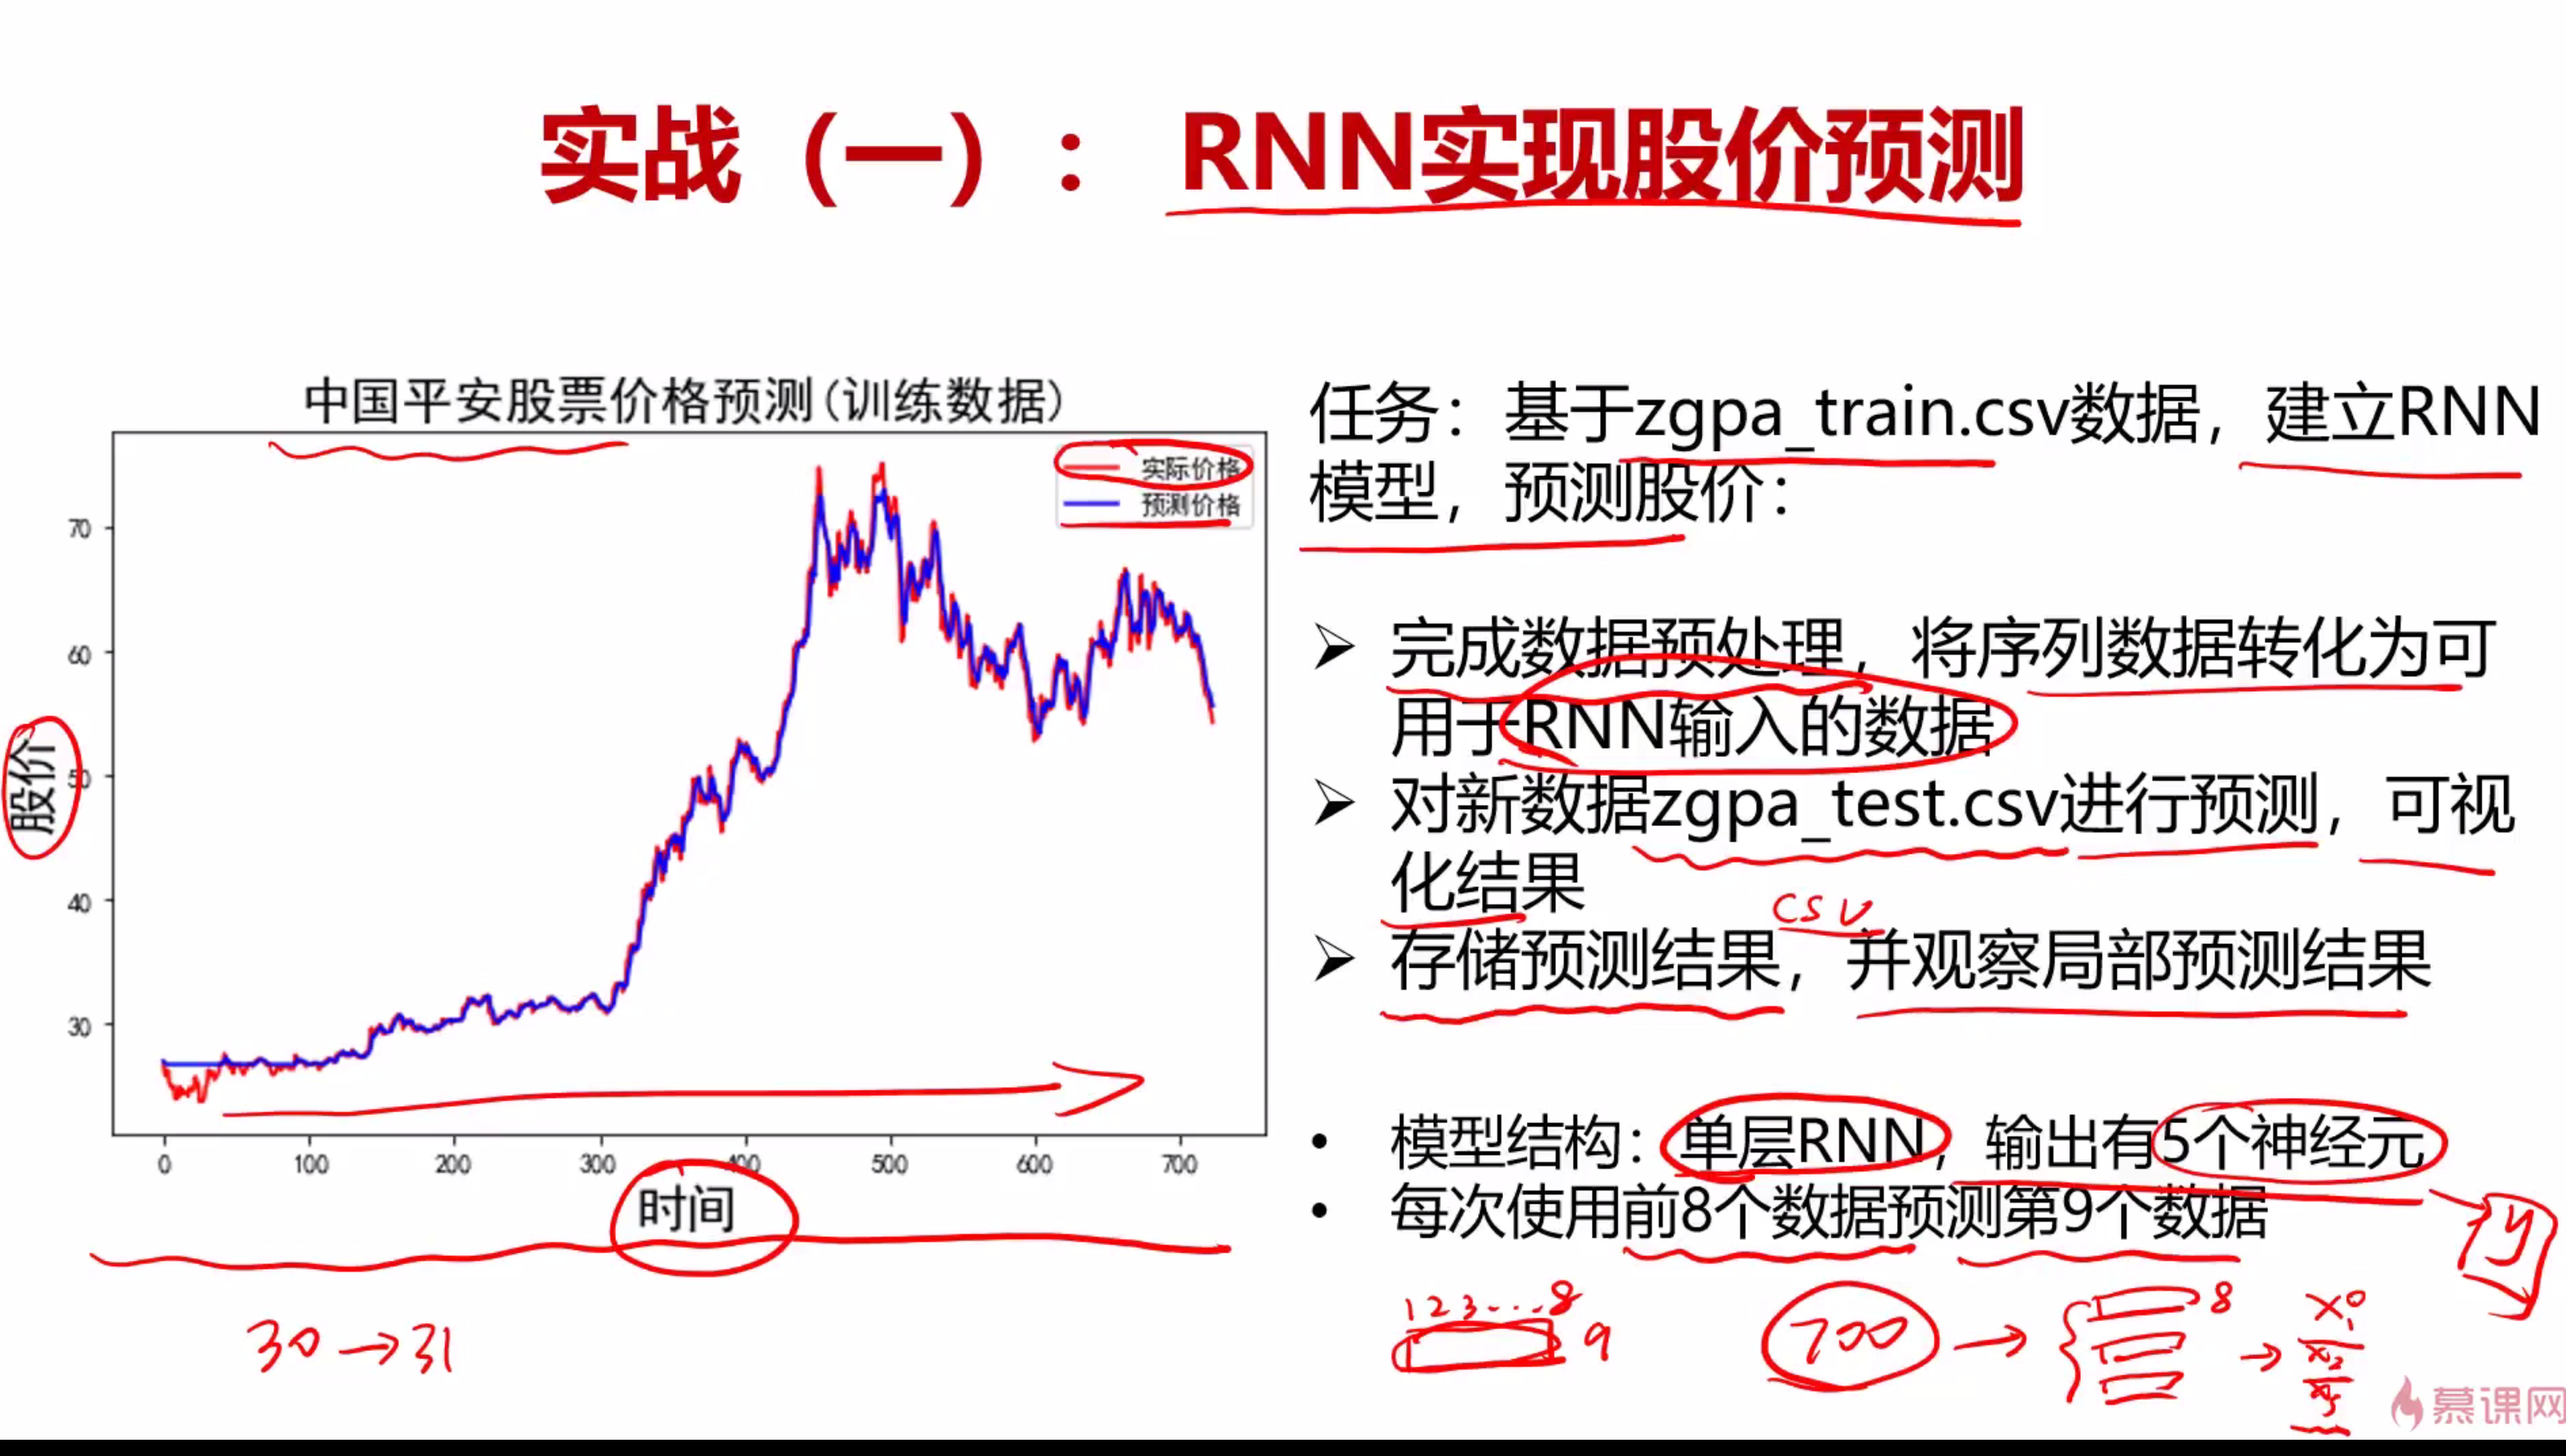 实战（一）： RNN实现股价预测
中国平安股票价格预测(训练数据)
实际价格
预测价格
70
60
50
40
30
股价
0 100 200 300 400 500 600 700
时间
30→31
任务：基于zgpa_train.csv数据，建立RNN
模型，预测股价：
➢ 完成数据预处理，将序列数据转化为可
用于RNN输入的数据
➢ 对新数据zgpa_test.csv进行预测，可视
化结果
csv
➢ 存储预测结果，并观察局部预测结果
• 模型结构：单层RNN，输出有5个神经元
• 每次使用前8个数据预测第9个数据
y
1 2 3 ... 8
9
700 → 8 →
慕课网